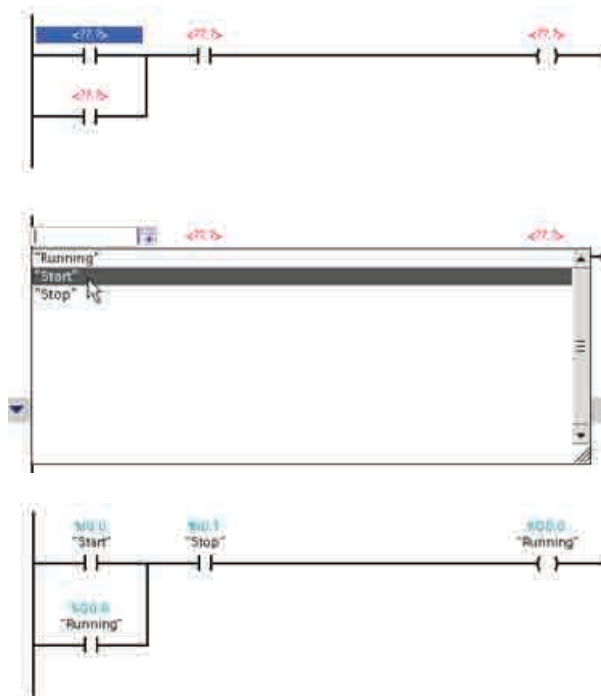 <??.?> <??.?> <??.?>
<??.?>
<??.?> <??.?>
"Running"
"Start"
"Stop"
%I0.0 %I0.1 %Q0.0
"Start" "Stop" "Running"
%Q0.0
"Running"